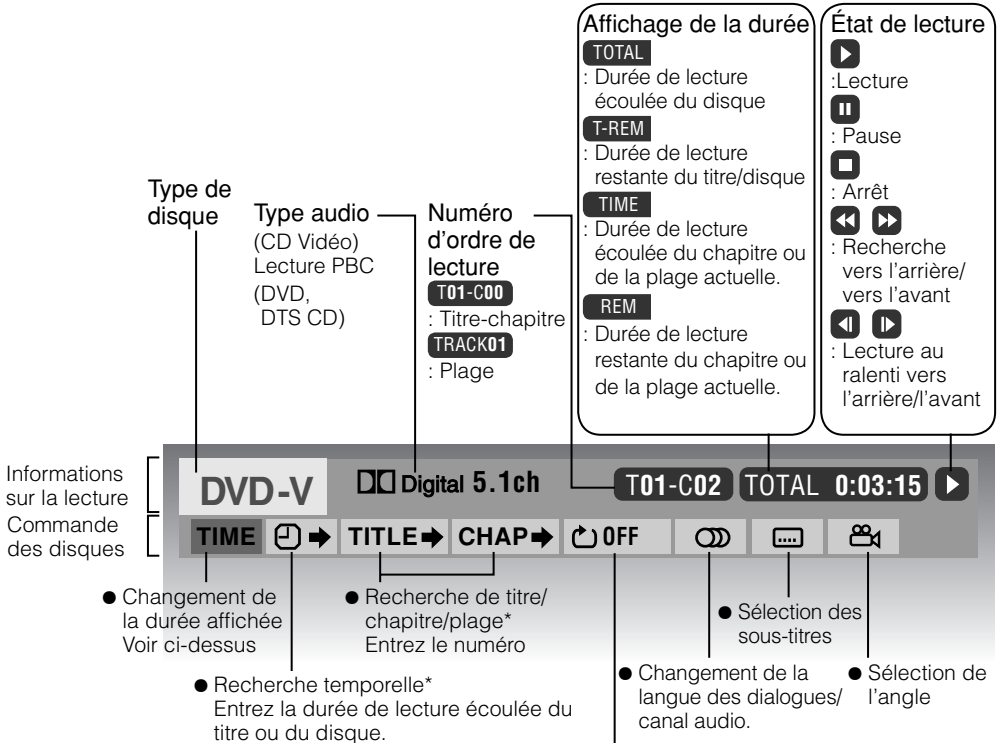 Affichage de la durée
TOTAL
: Durée de lecture
écoulée du disque
T-REM
: Durée de lecture
restante du titre/disque
TIME
: Durée de lecture
écoulée du chapitre ou
de la plage actuelle.
REM
: Durée de lecture
restante du chapitre ou
de la plage actuelle.
État de lecture
:Lecture
: Pause
: Arrêt
: Recherche
vers l'arrière/
vers l'avant
: Lecture au
ralenti vers
l'arrière/l'avant
Type de
disque
Type audio
(CD Vidéo)
Lecture PBC
(DVD,
DTS CD)
Numéro
d'ordre de
lecture
T01-C00
: Titre-chapitre
TRACK01
: Plage
Informations
sur la lecture
DVD-V
Digital 5.1ch
T01-C02
TOTAL 0:03:15
Commande
des disques
TIME
TITLE
CHAP
OFF
● Changement de
la durée affichée
Voir ci-dessus
● Recherche de titre/
chapitre/plage*
Entrez le numéro
● Sélection des
sous-titres
● Recherche temporelle*
Entrez la durée de lecture écoulée du
titre ou du disque.
● Changement de la
langue des dialogues/
canal audio.
● Sélection de
l'angle